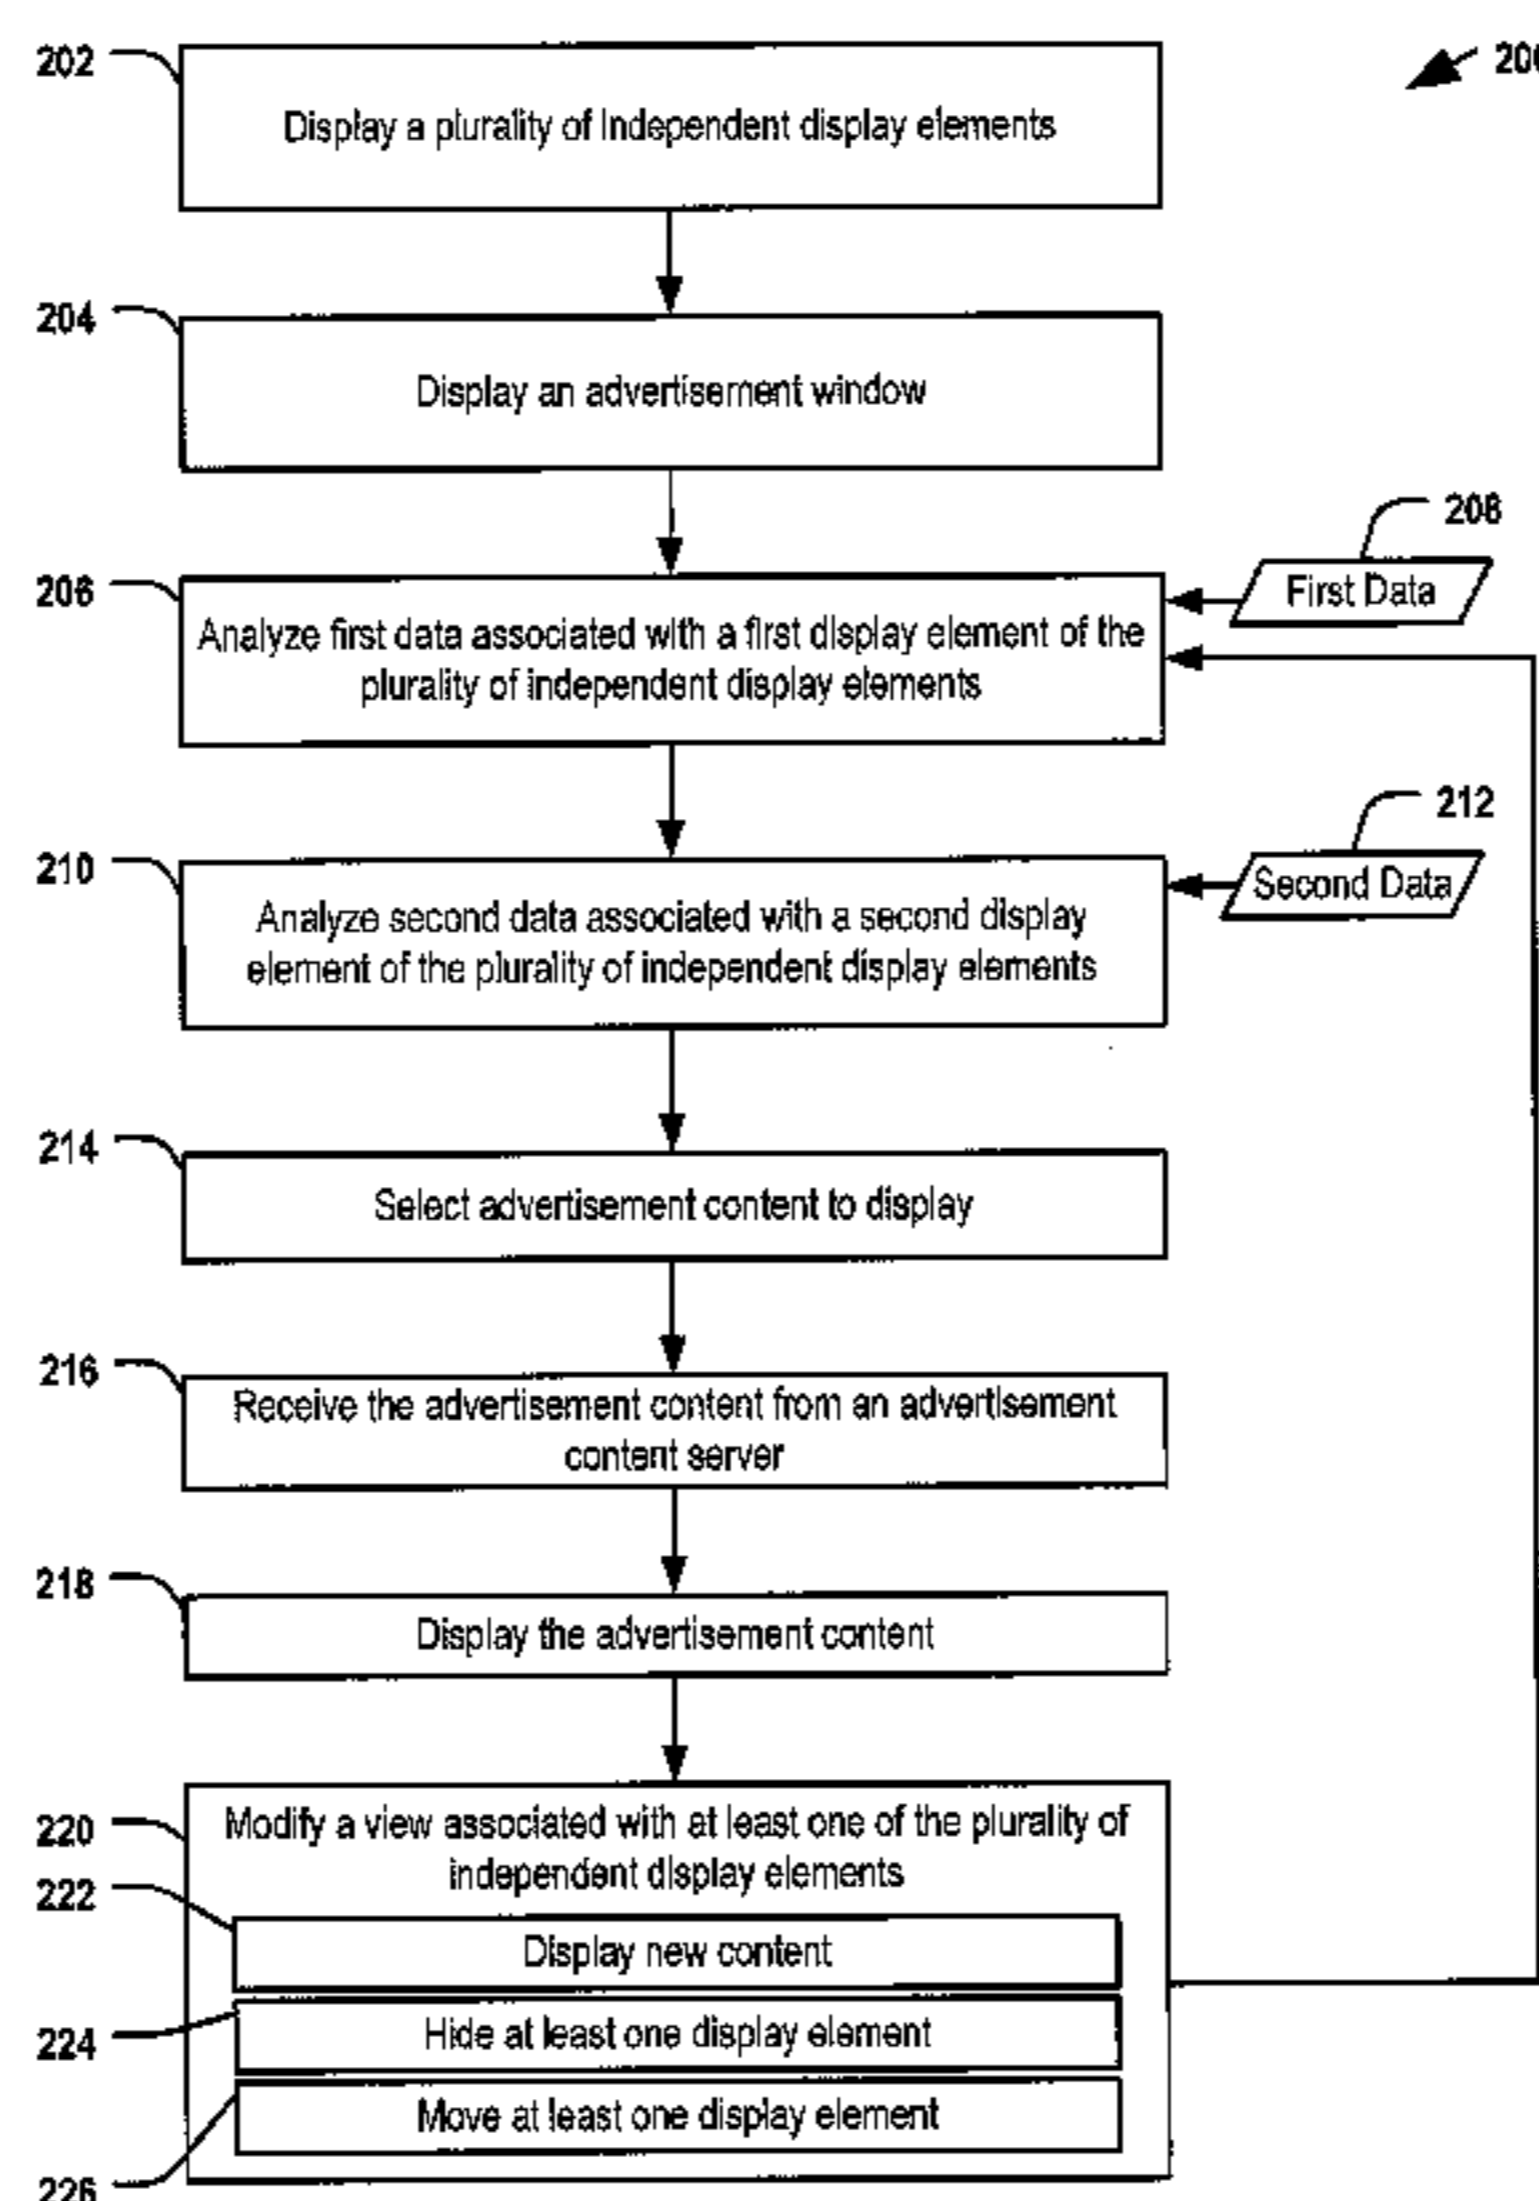 202
200
Display a plurality of independent display elements
204
Display an advertisement window
208
First Data
206
Analyze first data associated with a first display element of the
plurality of independent display elements
212
Second Data
210
Analyze second data associated with a second display
element of the plurality of independent display elements
214
Select advertisement content to display
216
Receive the advertisement content from an advertisement
content server
218
Display the advertisement content
220
Modify a view associated with at least one of the plurality of
independent display elements
222
Display new content
224
Hide at least one display element
Move at least one display element
226